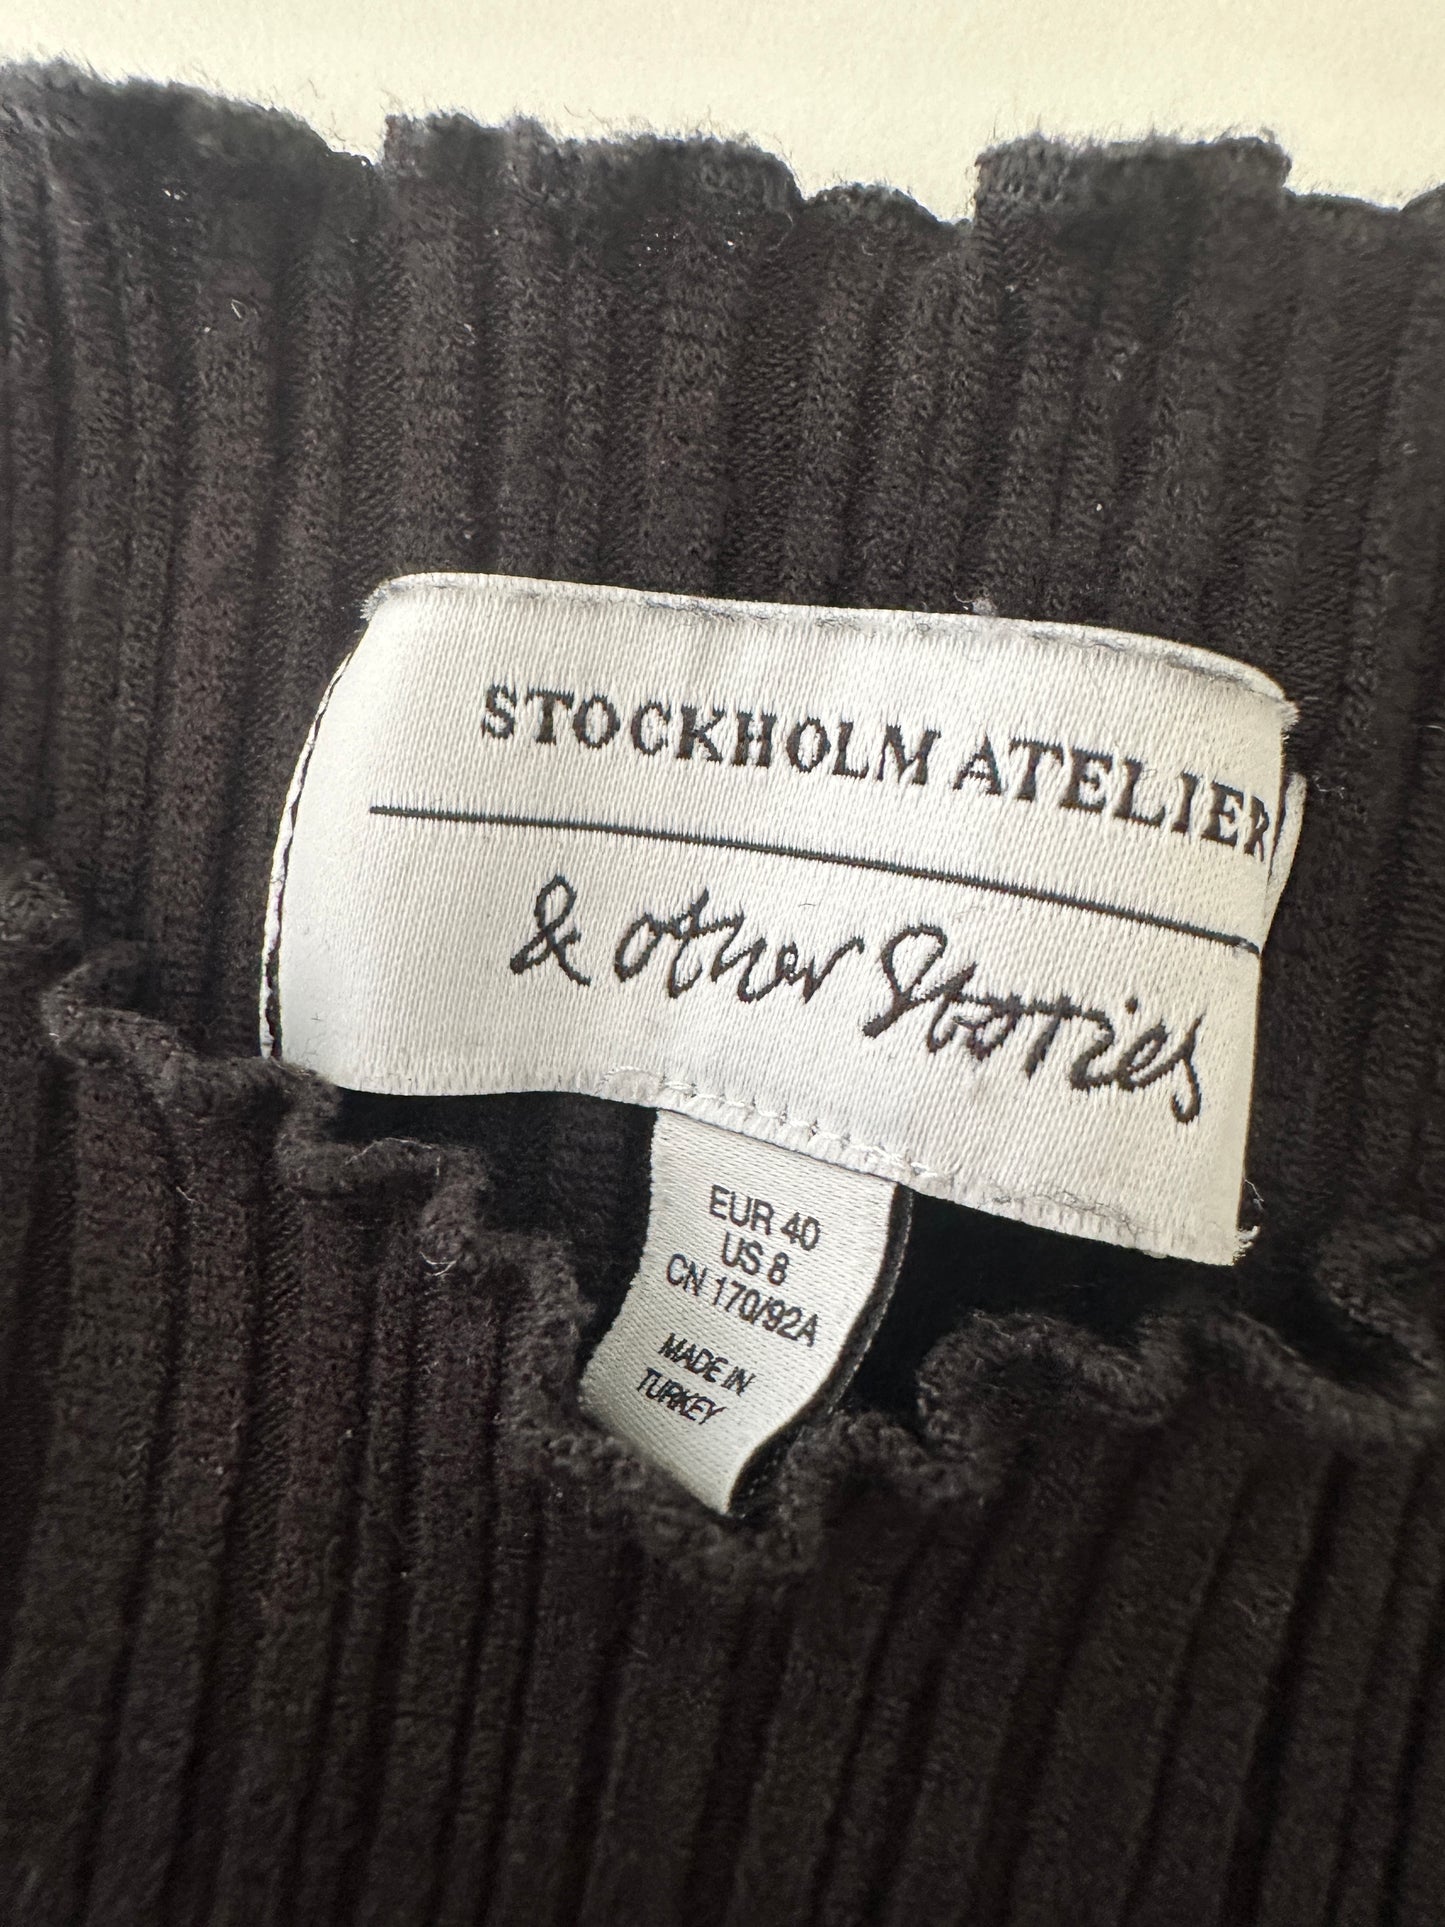 STOCKHOLM ATELIER
& other Stories
EUR 40
US 8
CN 170/92A
MADE IN
TURKEY